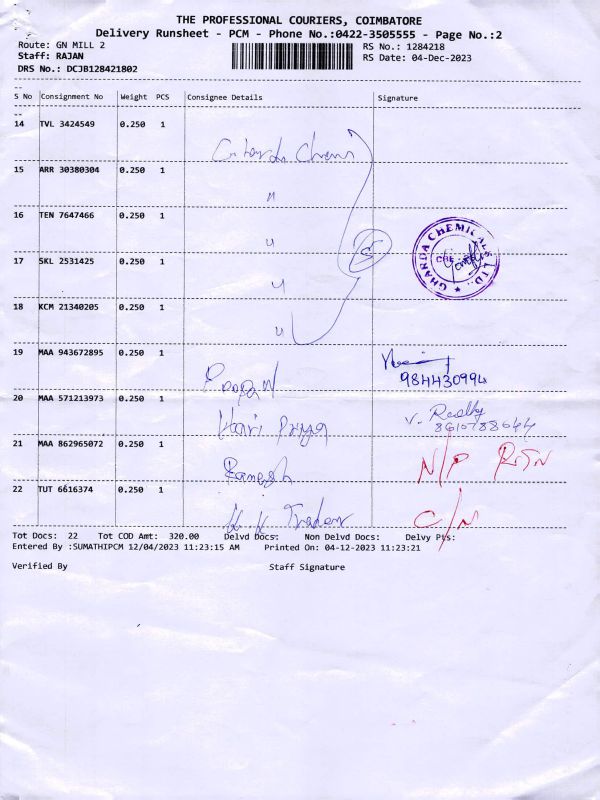 THE PROFESSIONAL COURIERS, COIMBATORE
Delivery Runsheet - PCM - Phone No.:0422-3505555 - Page No.:2
Route: GN MILL 2 RS No.: 1284218
Staff: RAJAN RS Date: 04-Dec-2023
DRS No.: DCJB128421802
S No Consignment No Weight PCS Consignee Details Signature
14 TVL 3424549 0.250 1
15 ARR 30380304 0.250 1 "
16 TEN 7647466 0.250 1 "
GHARDA CHEMICALS LTD.
17 SKL 2531425 0.250 1 "
18 KCM 21340205 0.250 1 "
19 MAA 943672895 0.250 1
984430994
20 MAA 571213973 0.250 1 Hari Priya V. Reddy
8610788644
21 MAA 862965072 0.250 1 Ramesh N/P RTN
22 TUT 6616374 0.250 1 K K Trader C/N
Tot Docs: 22 Tot COD Amt: 320.00 Delvd Docs: Non Delvd Docs: Delvy Pts:
Entered By :SUMATHIPCM 12/04/2023 11:23:15 AM Printed On: 04-12-2023 11:23:21
Verified By Staff Signature